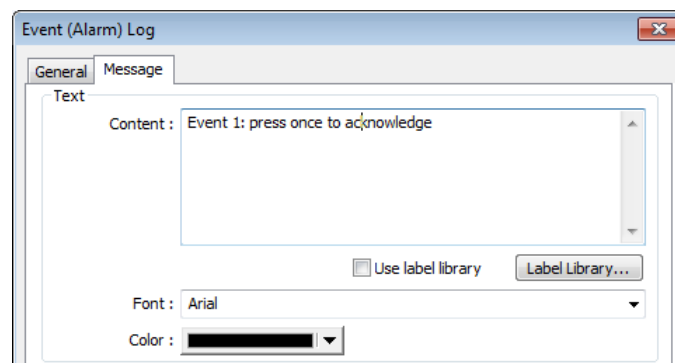 Event (Alarm) Log
General Message
Text
Content : Event 1: press once to acknowledge
Use label library Label Library...
Font : Arial
Color :